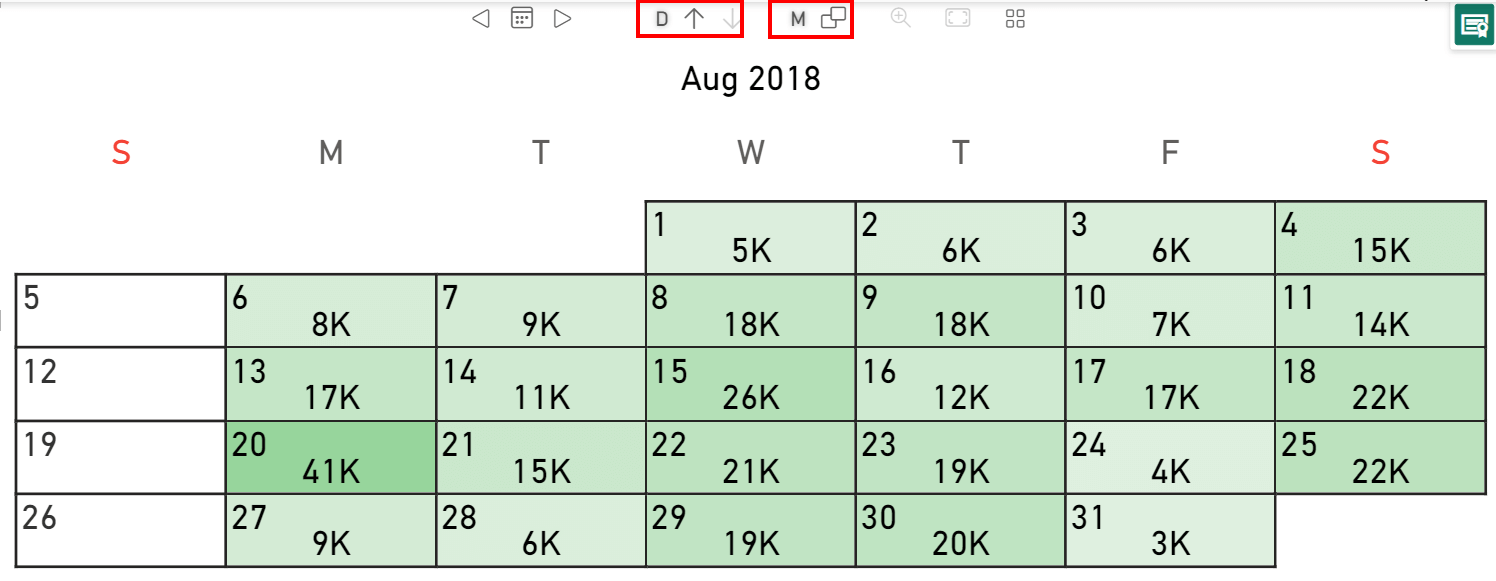 D M
Aug 2018
S M T W T F S
1 2 3 4
5K 6K 6K 15K
5 6 7 8 9 10 11
8K 9K 18K 18K 7K 14K
12 13 14 15 16 17 18
17K 11K 26K 12K 17K 22K
19 20 21 22 23 24 25
41K 15K 21K 19K 4K 22K
26 27 28 29 30 31
9K 6K 19K 20K 3K